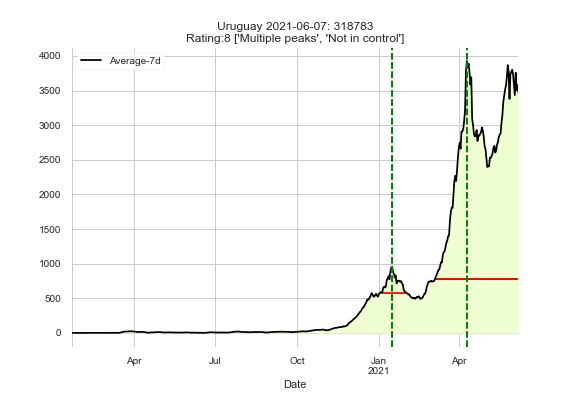 Uruguay 2021-06-07: 318783
Rating:8 ['Multiple peaks', 'Not in control']
Average-7d
4000
3500
3000
2500
2000
1500
1000
500
0
Apr
Jul
Oct
Jan
2021
Apr
Date